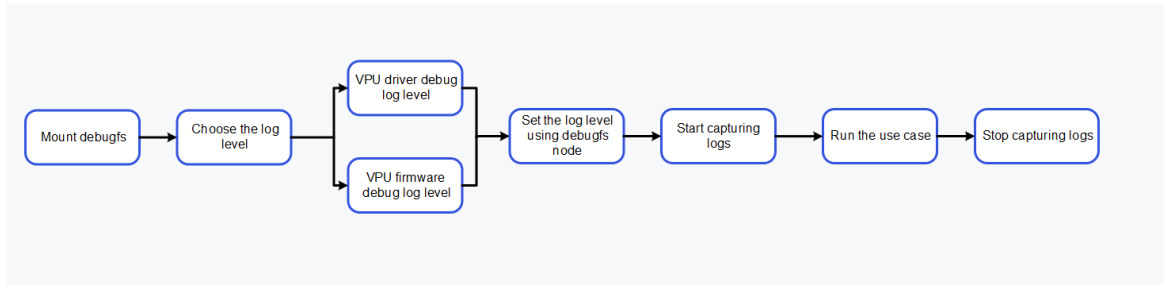 Mount debugfs
Choose the log
level
VPU driver debug
log level
VPU firmware
debug log level
Set the log level
using debugfs
node
Start capturing
logs
Run the use case
Stop capturing logs